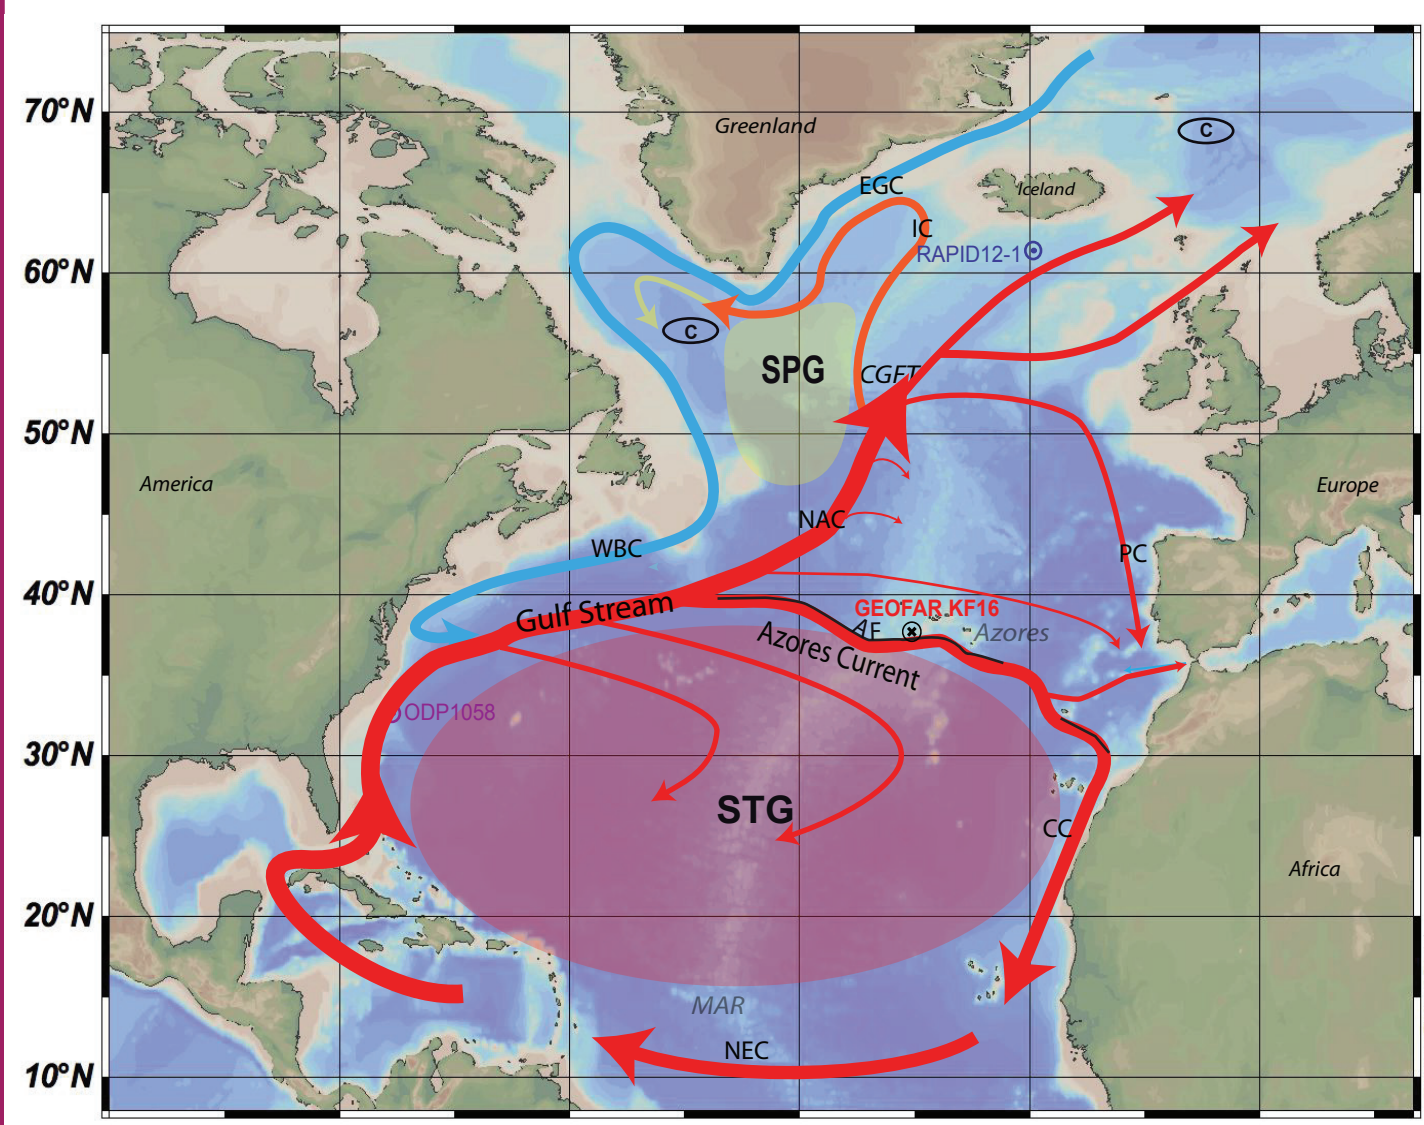 70°N
Greenland
C
EGC
Iceland
IC
RAPID12-1
60°N
C
SPG
CGFT
50°N
America
Europe
NAC
WBC
PC
40°N
Gulf Stream
GEOFAR KF16
AF
Azores
Azores Current
ODP1058
30°N
STG
CC
Africa
20°N
MAR
NEC
10°N